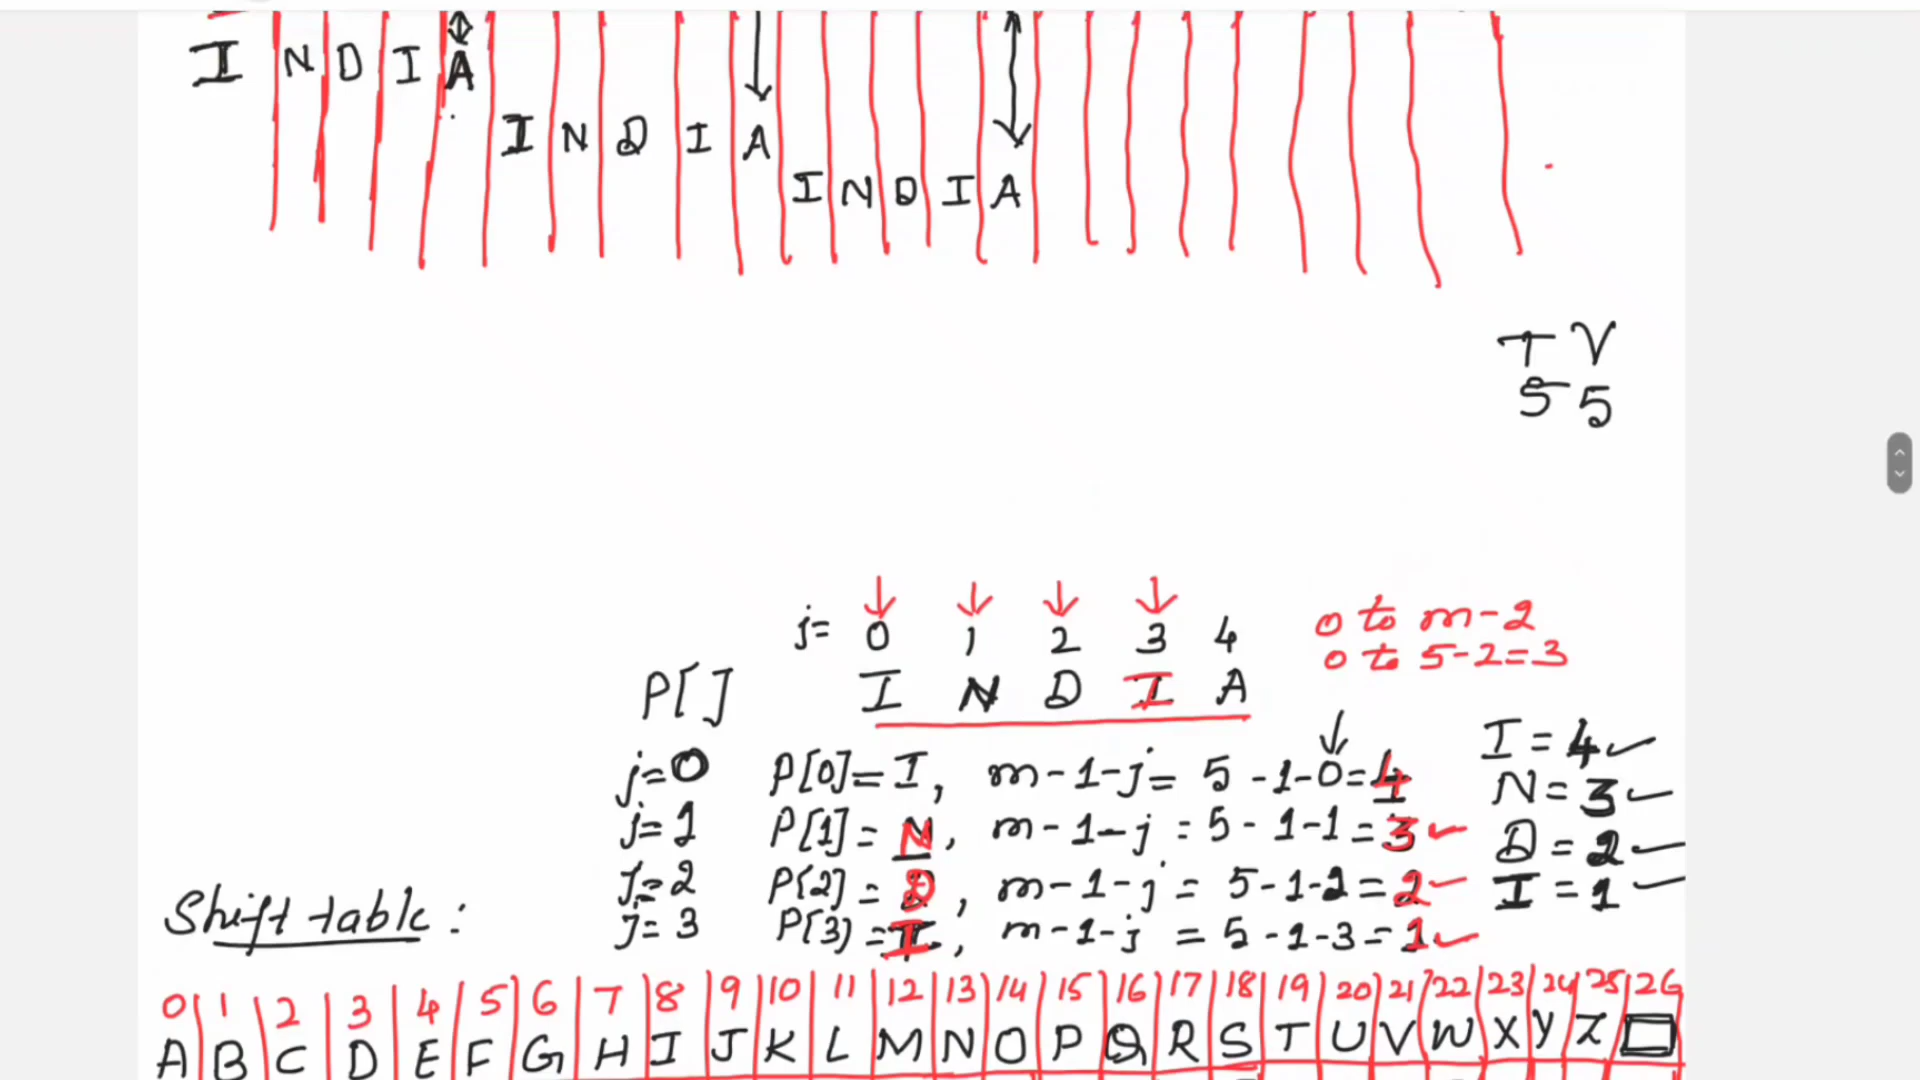 I N D I A
I N D I A
I N D I A
T V
5 5
j= 0 1 2 3 4
0 to m-2
0 to 5-2=3
P[] I N D I A
j=0 P[0]=I, m-1-j= 5-1-0=4
I=4
j=1 P[1]=N, m-1-j=5-1-1=3
N=3
j=2 P[2]=D, m-1-j=5-1-2=2
D=2
j=3 P[3)=I, m-1-j=5-1-3=1
I=1
Shift table:
0 1 2 3 4 5 6 7 8 9 10 11 12 13 14 15 16 17 18 19 20 21 22 23 24 25 26
A B C D E F G H I J K L M N O P Q R S T U V W X Y Z